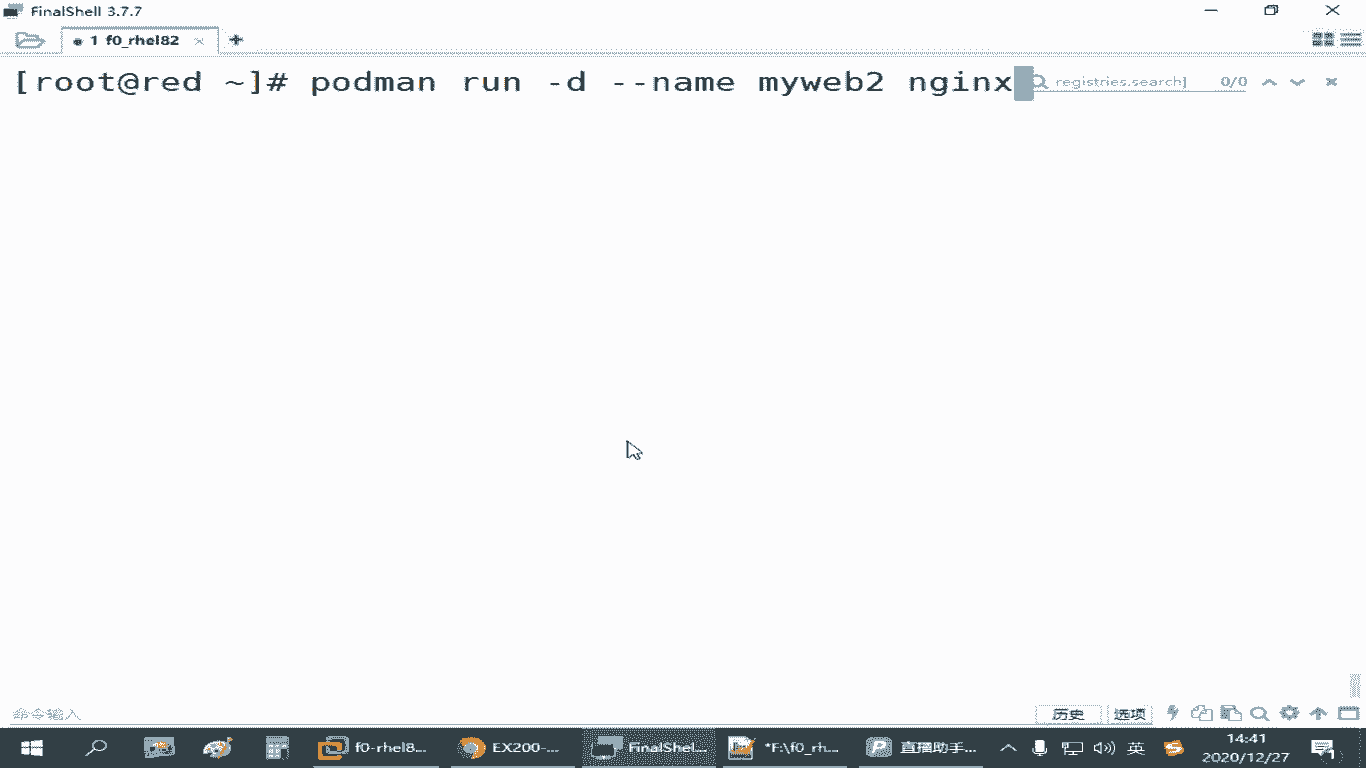 FinalShell 3.7.7
1 f0_rhel82
[root@red ~]# podman run -d --name myweb2 nginx
registries.search] 0/0
命令输入
历史 选项
f0-rhel8... EX200-... FinalShel... *F:\f0_rh... 直播助手... 英 14:41
2020/12/27